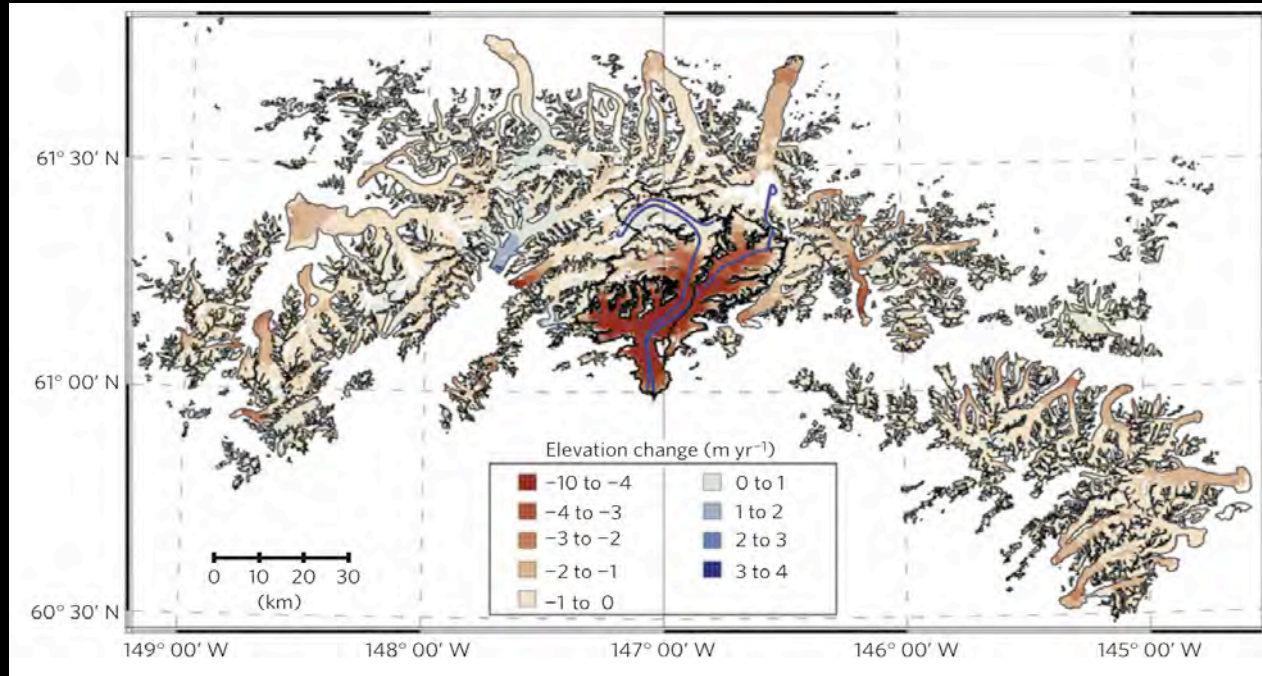 61° 30′ N
61° 00′ N
60° 30′ N
Elevation change (m yr⁻¹)
−10 to −4
−4 to −3
−3 to −2
−2 to −1
−1 to 0
0 to 1
1 to 2
2 to 3
3 to 4
0 10 20 30
(km)
149° 00′ W 148° 00′ W 147° 00′ W 146° 00′ W 145° 00′ W